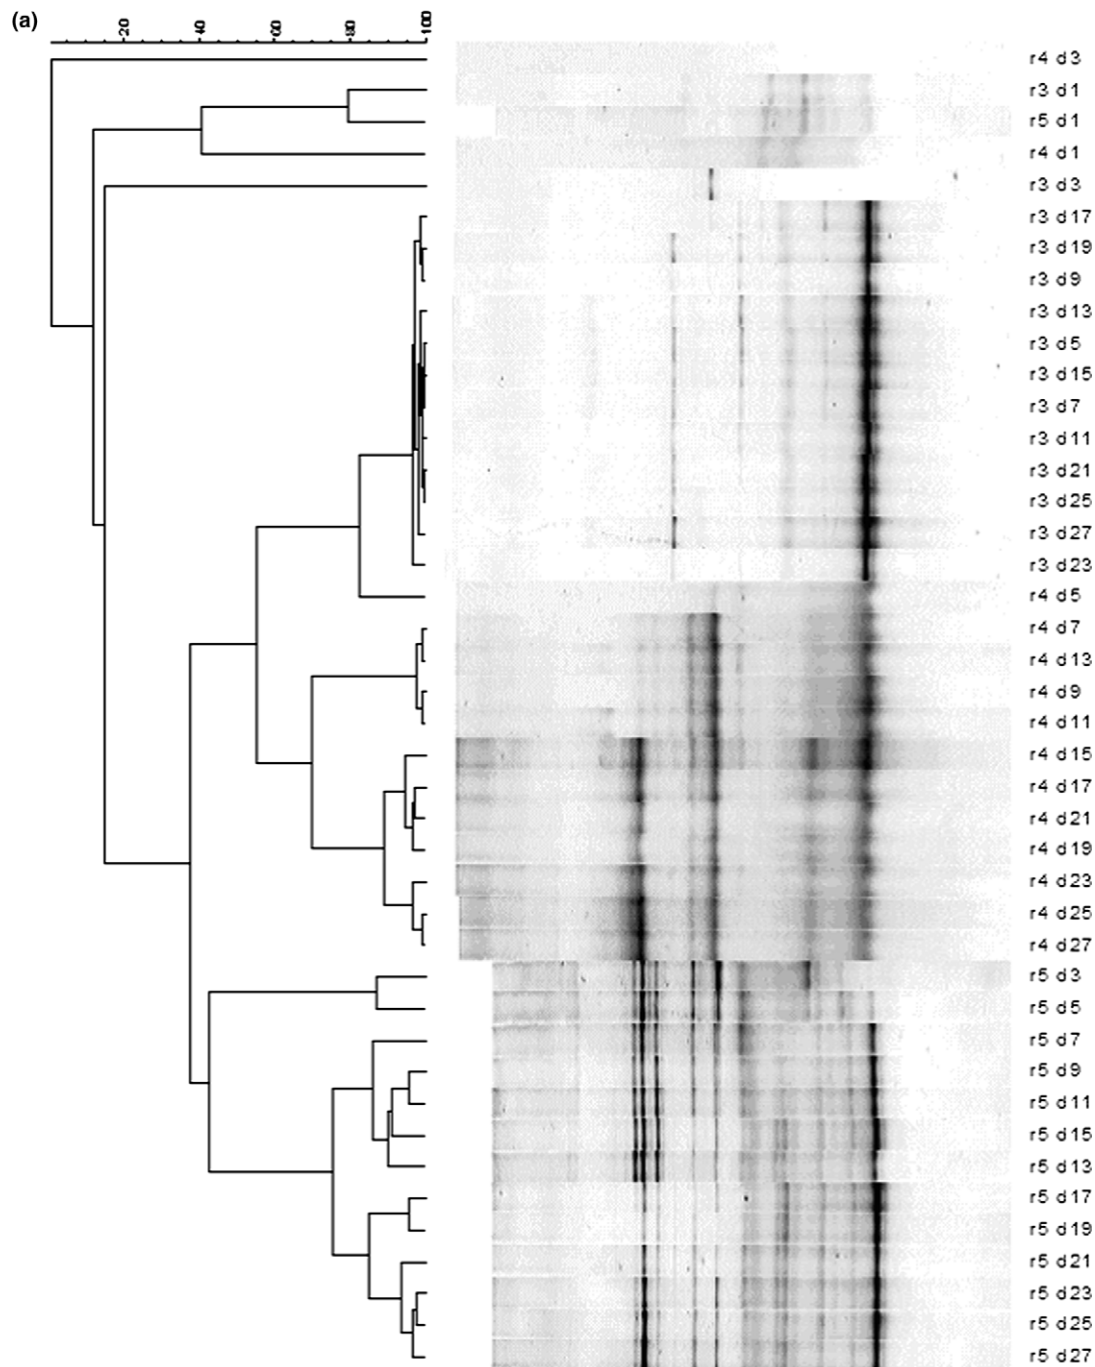 (a)
20 40 60 80 100
r4 d3
r3 d1
r5 d1
r4 d1
r3 d3
r3 d17
r3 d19
r3 d9
r3 d13
r3 d5
r3 d15
r3 d7
r3 d11
r3 d21
r3 d25
r3 d27
r3 d23
r4 d5
r4 d7
r4 d13
r4 d9
r4 d11
r4 d15
r4 d17
r4 d21
r4 d19
r4 d23
r4 d25
r4 d27
r5 d3
r5 d5
r5 d7
r5 d9
r5 d11
r5 d15
r5 d13
r5 d17
r5 d19
r5 d21
r5 d23
r5 d25
r5 d27